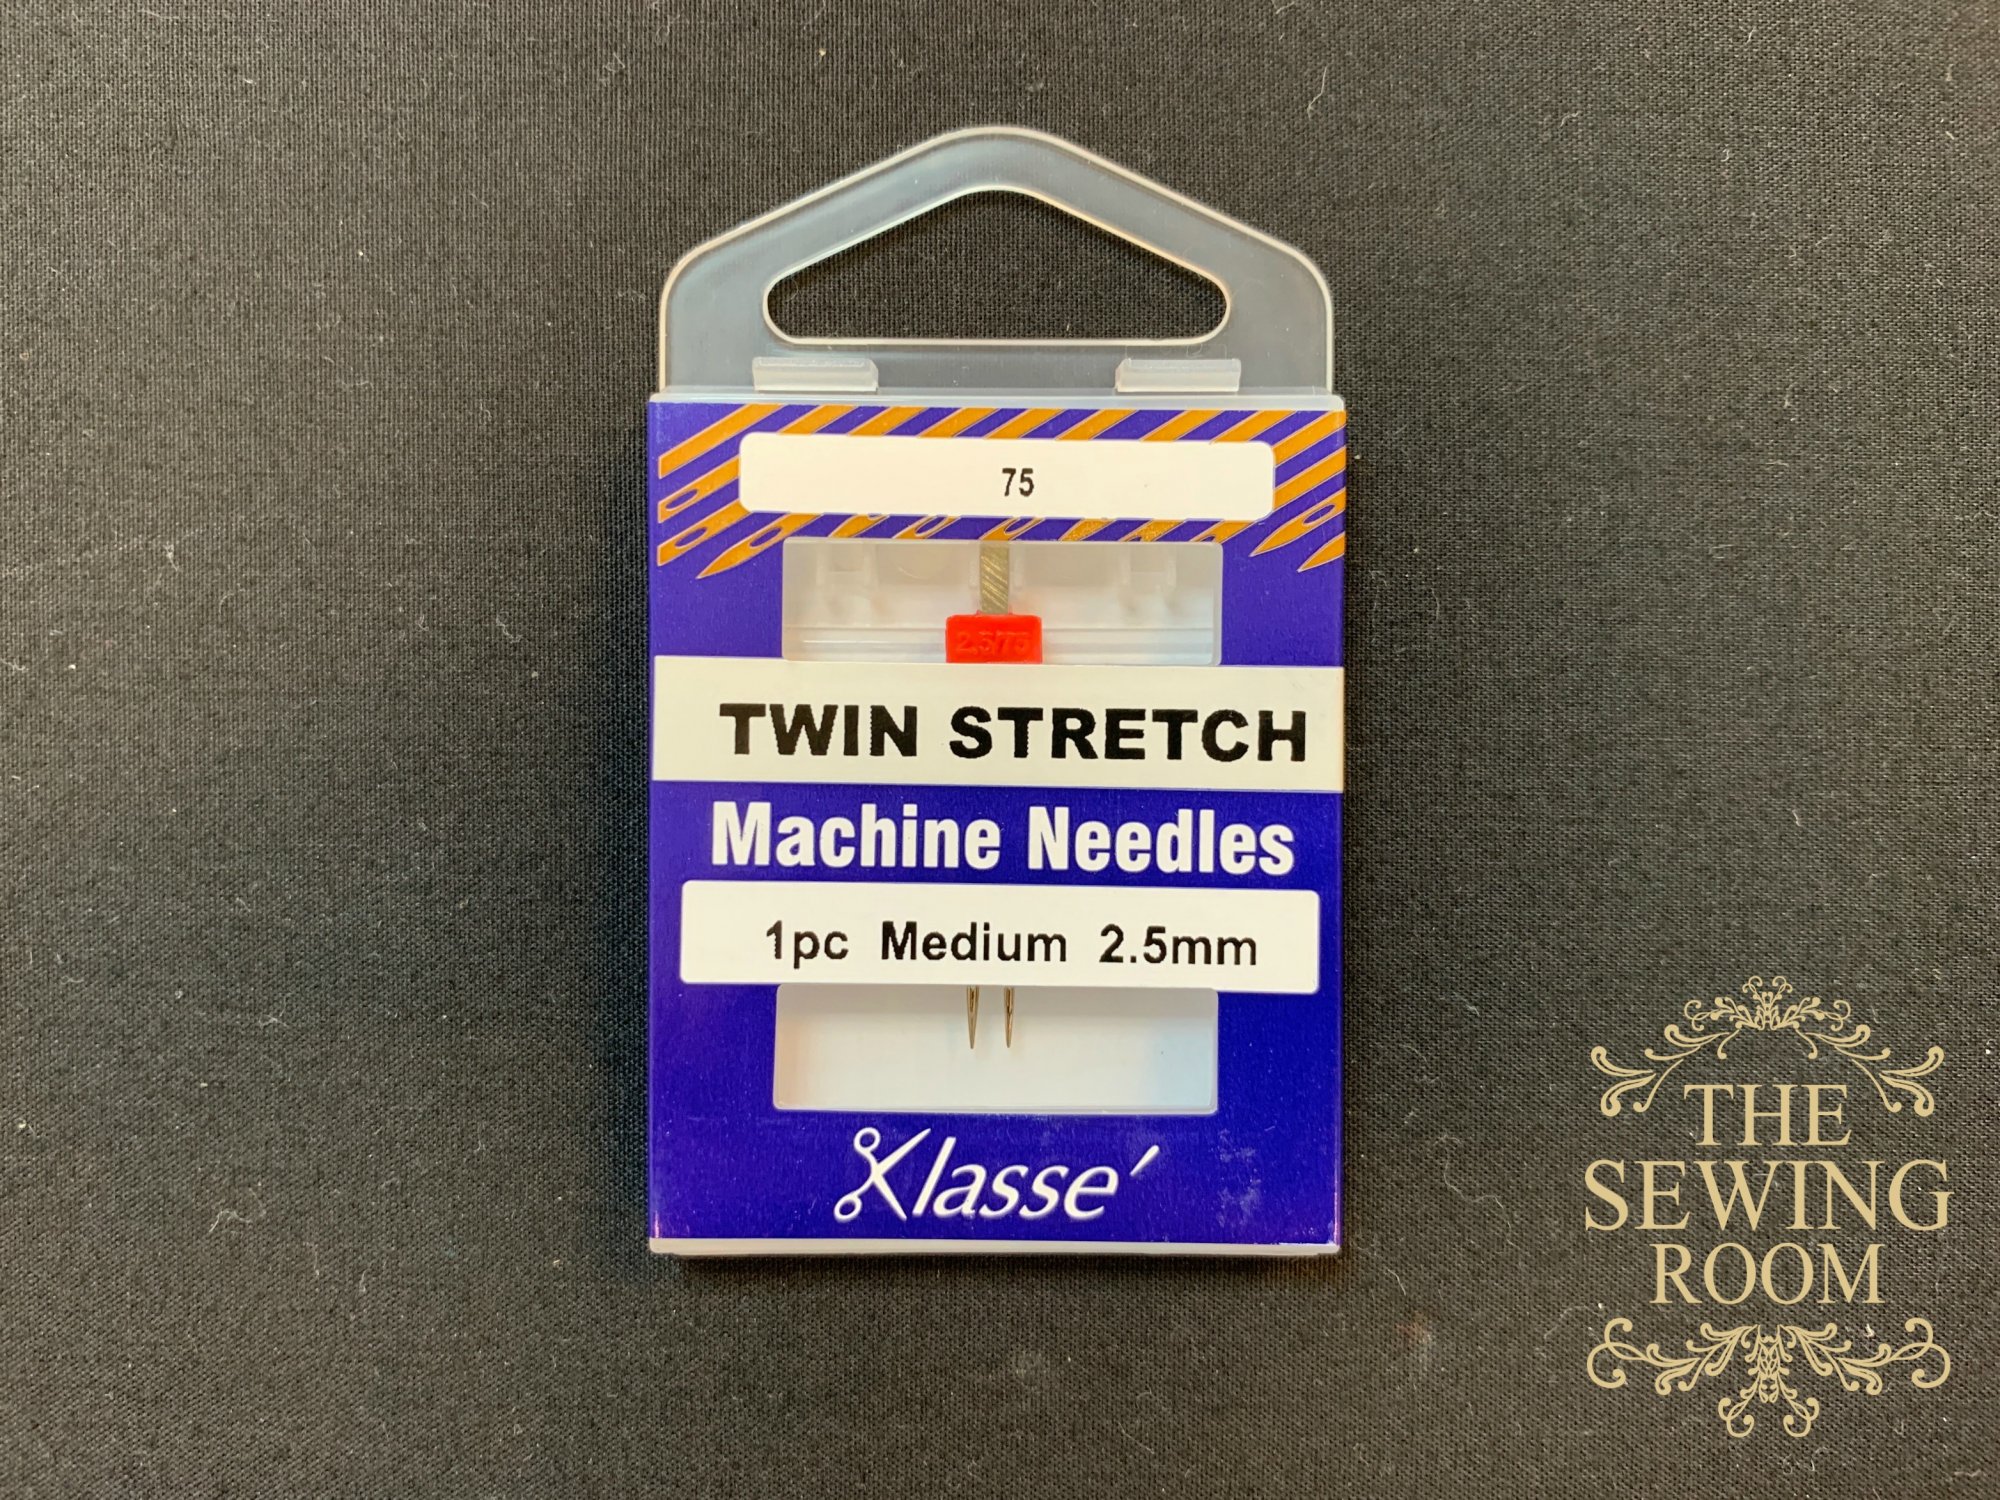 75
2.5/75
TWIN STRETCH
Machine Needles
1pc Medium 2.5mm
Klasse´
THE
SEWING
ROOM